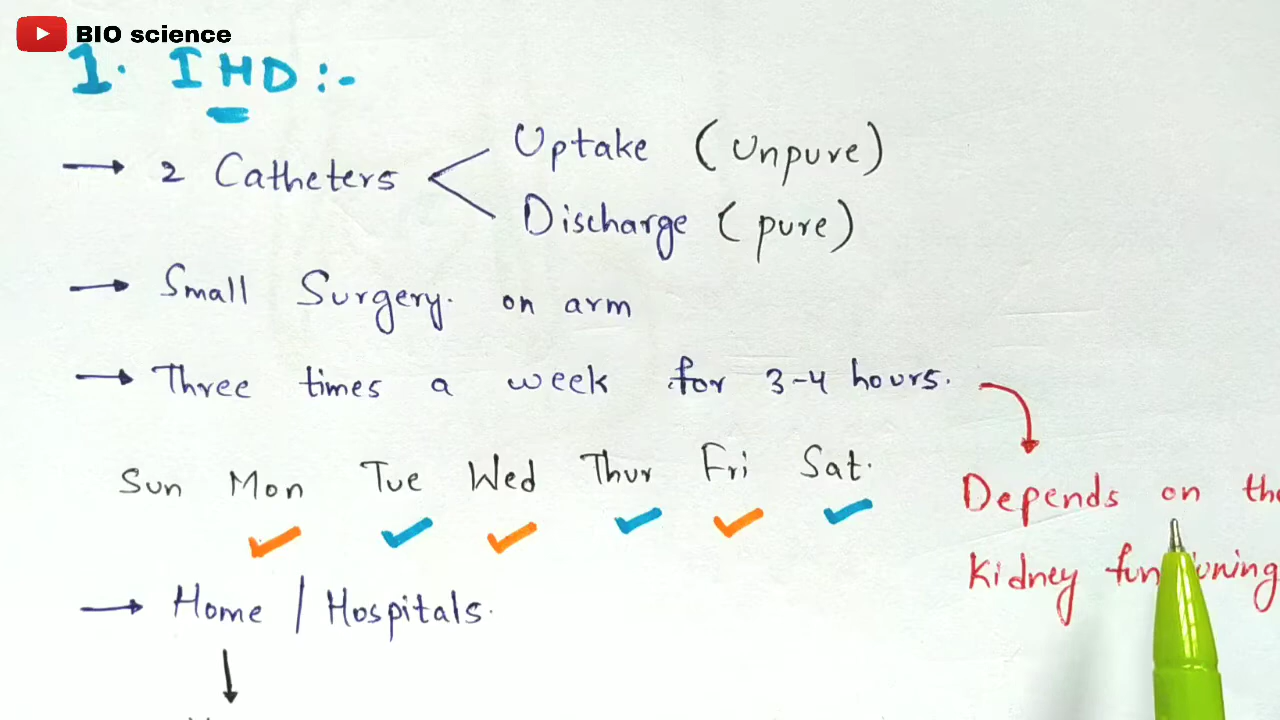 BIO science
1. IHD :-
→ 2 Catheters < Uptake (Unpure)
Discharge (pure)
→ Small Surgery. on arm
→ Three times a week for 3-4 hours.
Sun Mon Tue Wed Thur Fri Sat.
Depends on the
Kidney
→ Home / Hospitals.